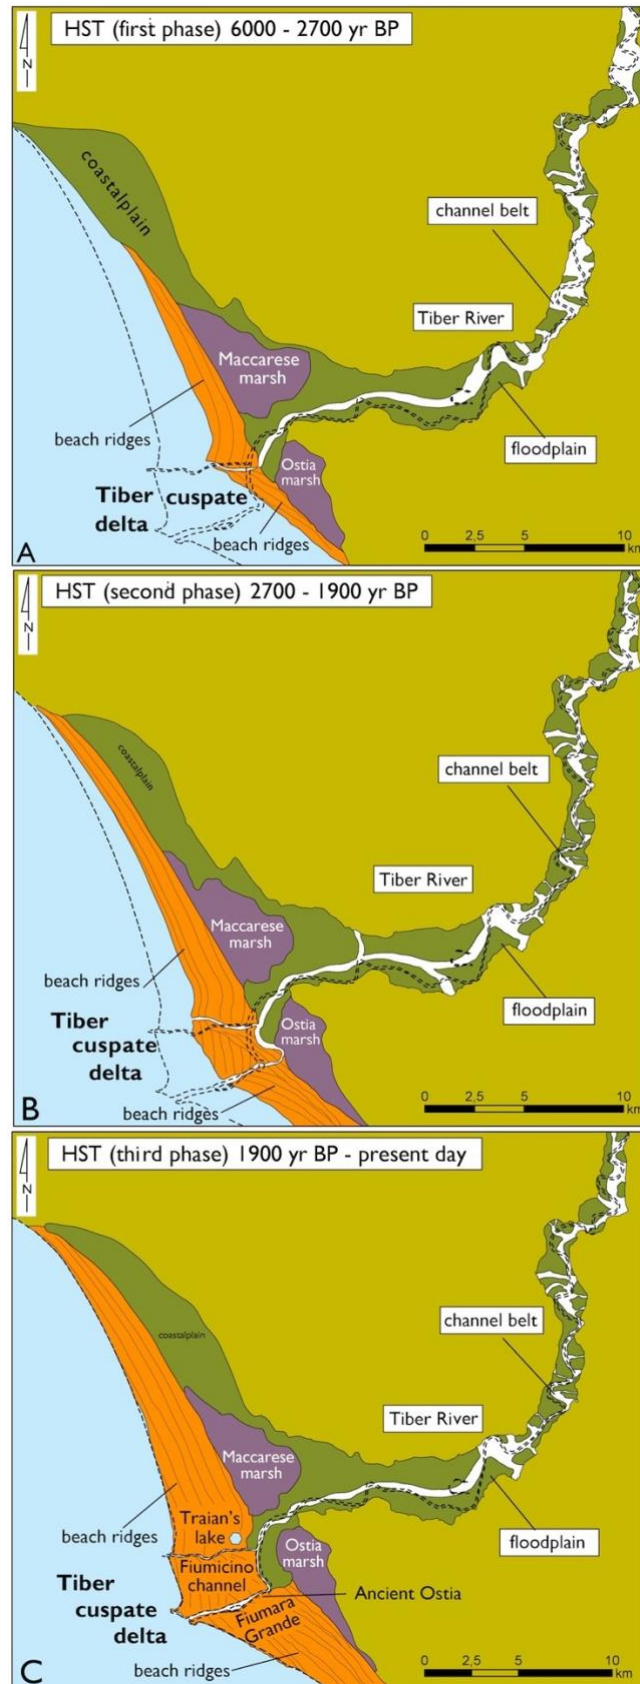 HST (first phase) 6000 - 2700 yr BP
N
coastalplain
channel belt
Tiber River
Maccarese
marsh
beach ridges
floodplain
Ostia
marsh
Tiber cuspate
delta
beach ridges
0 2,5 5 10
km
A
HST (second phase) 2700 - 1900 yr BP
N
coastalplain
channel belt
Tiber River
Maccarese
marsh
beach ridges
floodplain
Ostia
marsh
Tiber
cuspate
delta
beach ridges
0 2,5 5 10
km
B
HST (third phase) 1900 yr BP - present day
N
coastalplain
channel belt
Tiber River
Maccarese
marsh
Traian's
lake
beach ridges
floodplain
Ostia
marsh
Fiumicino
channel
Tiber
cuspate
delta
Ancient Ostia
Fiumara
Grande
beach ridges
0 2,5 5 10
km
C